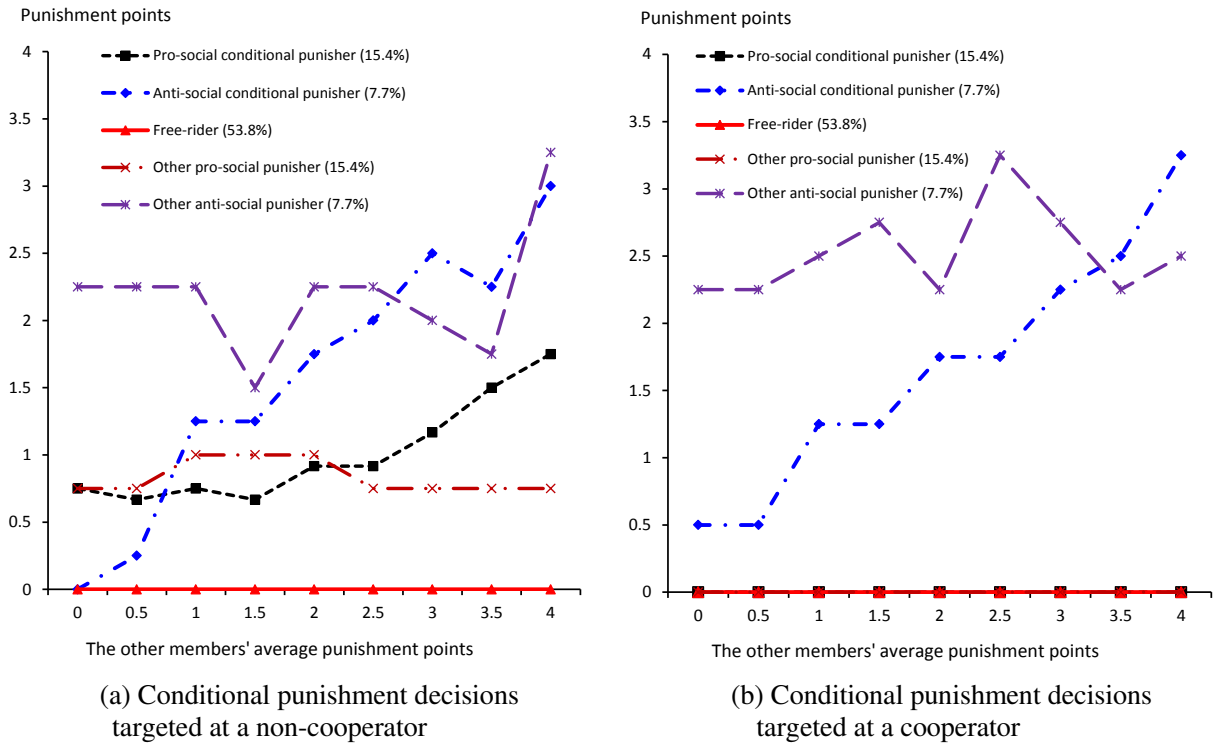 Punishment points
4
3.5
3
2.5
2
1.5
1
0.5
0
Pro-social conditional punisher (15.4%)
Anti-social conditional punisher (7.7%)
Free-rider (53.8%)
Other pro-social punisher (15.4%)
Other anti-social punisher (7.7%)
0 0.5 1 1.5 2 2.5 3 3.5 4
The other members' average punishment points
(a) Conditional punishment decisions
targeted at a non-cooperator
Punishment points
4
3.5
3
2.5
2
1.5
1
0.5
0
Pro-social conditional punisher (15.4%)
Anti-social conditional punisher (7.7%)
Free-rider (53.8%)
Other pro-social punisher (15.4%)
Other anti-social punisher (7.7%)
0 0.5 1 1.5 2 2.5 3 3.5 4
The other members' average punishment points
(b) Conditional punishment decisions
targeted at a cooperator